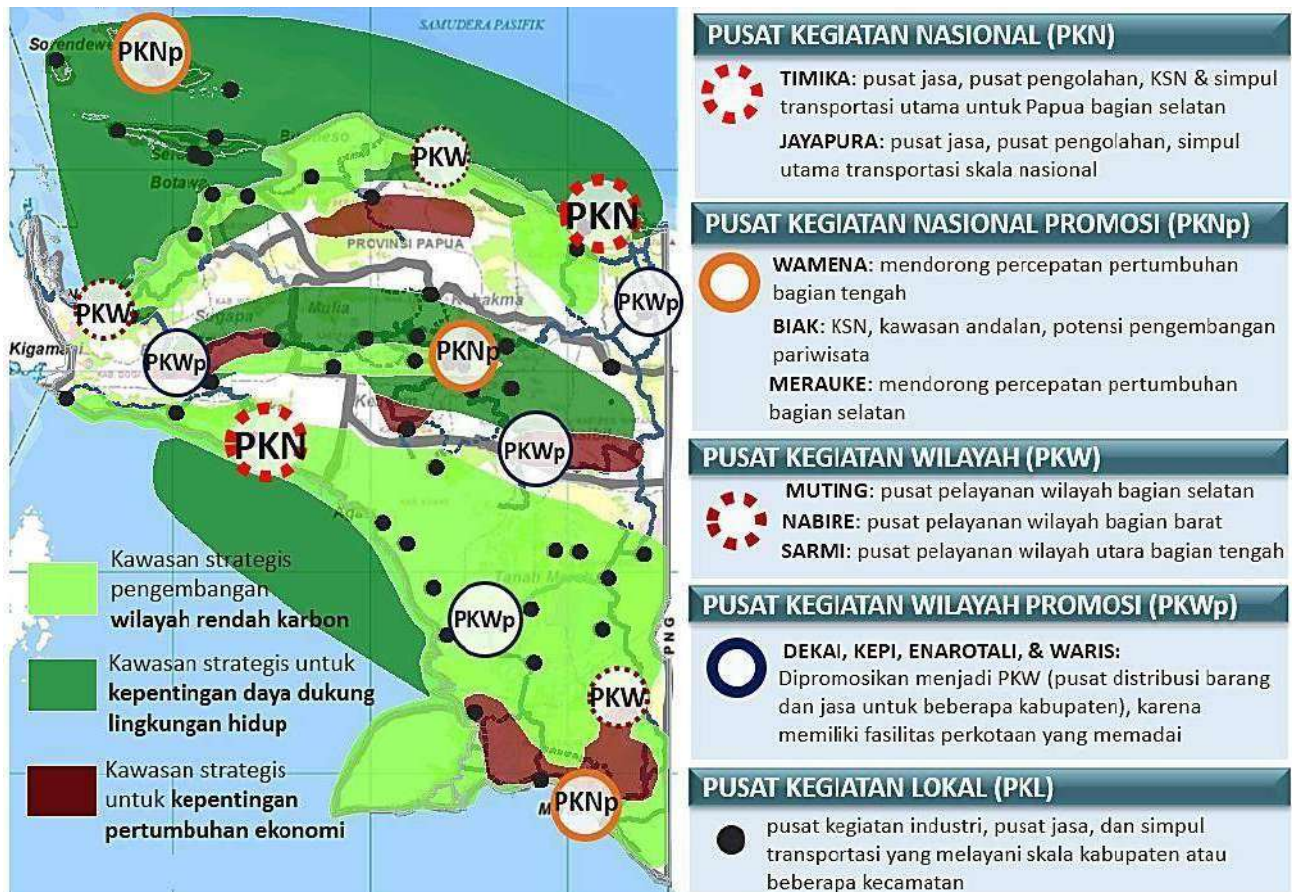 SAMUDERA PASIFIK
PKNp
PKW
Botawa
PKN
PROVINSI PAPUA
PKW
Sugapa
Mulia
PKWp
Kigamani
PKWp
PKNp
PKN
PKWp
Tanah Merah
PKWp
PNG
PKW
PKNp
Kawasan strategis
pengembangan
wilayah rendah karbon
Kawasan strategis untuk
kepentingan daya dukung
lingkungan hidup
Kawasan strategis
untuk kepentingan
pertumbuhan ekonomi
PUSAT KEGIATAN NASIONAL (PKN)
TIMIKA: pusat jasa, pusat pengolahan, KSN & simpul
transportasi utama untuk Papua bagian selatan
JAYAPURA: pusat jasa, pusat pengolahan, simpul
utama transportasi skala nasional
PUSAT KEGIATAN NASIONAL PROMOSI (PKNp)
WAMENA: mendorong percepatan pertumbuhan
bagian tengah
BIAK: KSN, kawasan andalan, potensi pengembangan
pariwisata
MERAUKE: mendorong percepatan pertumbuhan
bagian selatan
PUSAT KEGIATAN WILAYAH (PKW)
MUTING: pusat pelayanan wilayah bagian selatan
NABIRE: pusat pelayanan wilayah bagian barat
SARMI: pusat pelayanan wilayah utara bagian tengah
PUSAT KEGIATAN WILAYAH PROMOSI (PKWp)
DEKAI, KEPI, ENAROTALI, & WARIS:
Dipromosikan menjadi PKW (pusat distribusi barang
dan jasa untuk beberapa kabupaten), karena
memiliki fasilitas perkotaan yang memadai
PUSAT KEGIATAN LOKAL (PKL)
pusat kegiatan industri, pusat jasa, dan simpul
transportasi yang melayani skala kabupaten atau
beberapa kecamatan